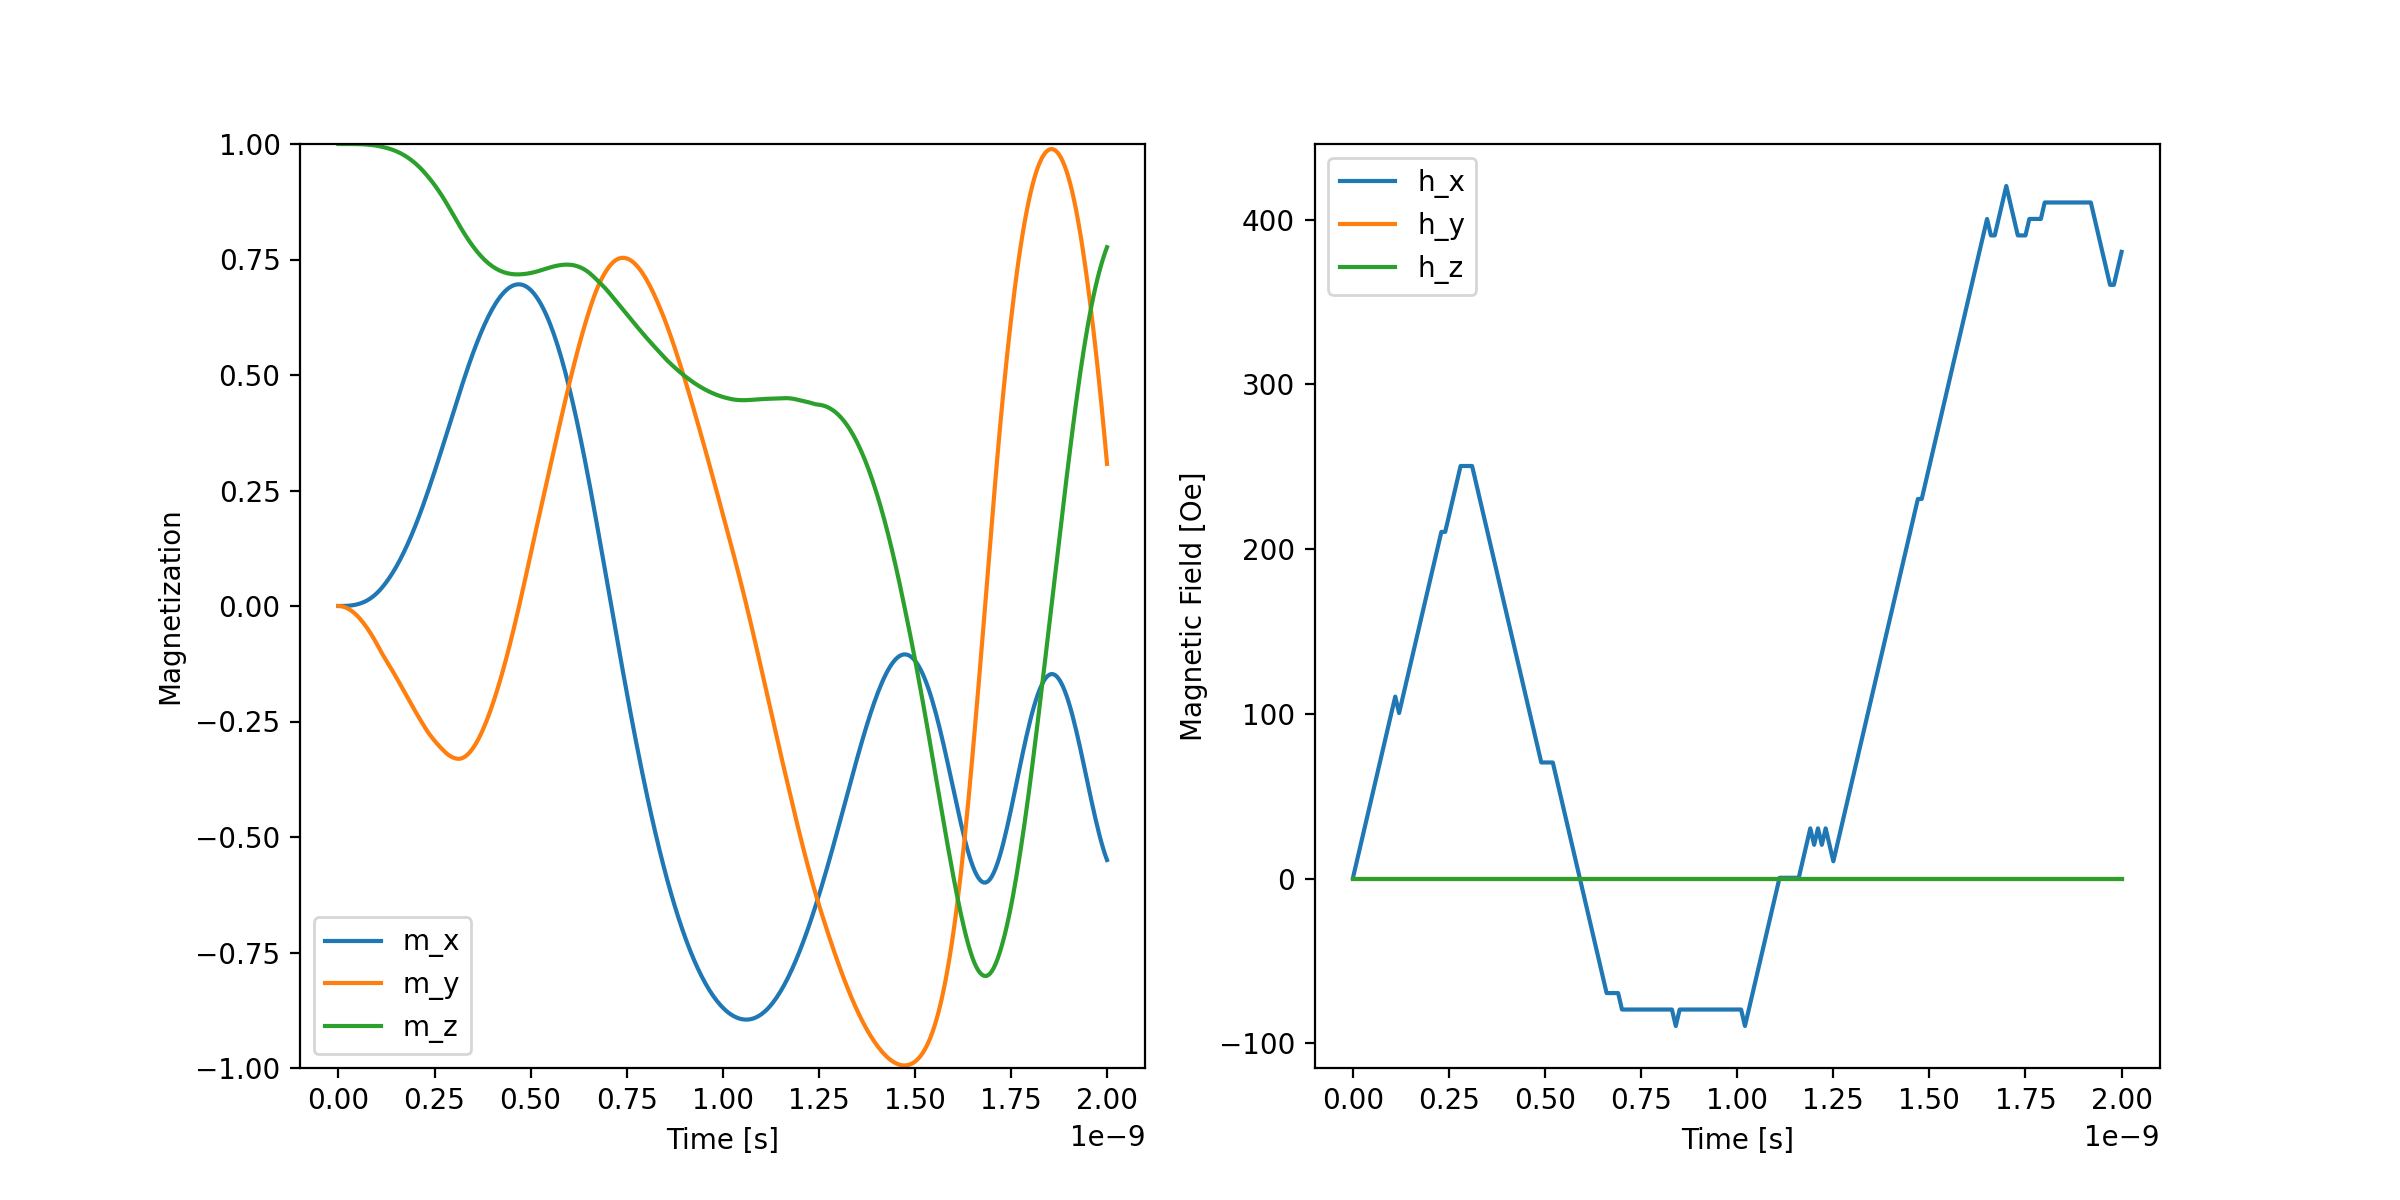 1.00
0.75
0.50
0.25
0.00
−0.25
−0.50
−0.75
−1.00
Magnetization
m_x
m_y
m_z
0.00 0.25 0.50 0.75 1.00 1.25 1.50 1.75 2.00
Time [s]
1e−9
400
300
200
100
0
−100
Magnetic Field [Oe]
h_x
h_y
h_z
0.00 0.25 0.50 0.75 1.00 1.25 1.50 1.75 2.00
Time [s]
1e−9